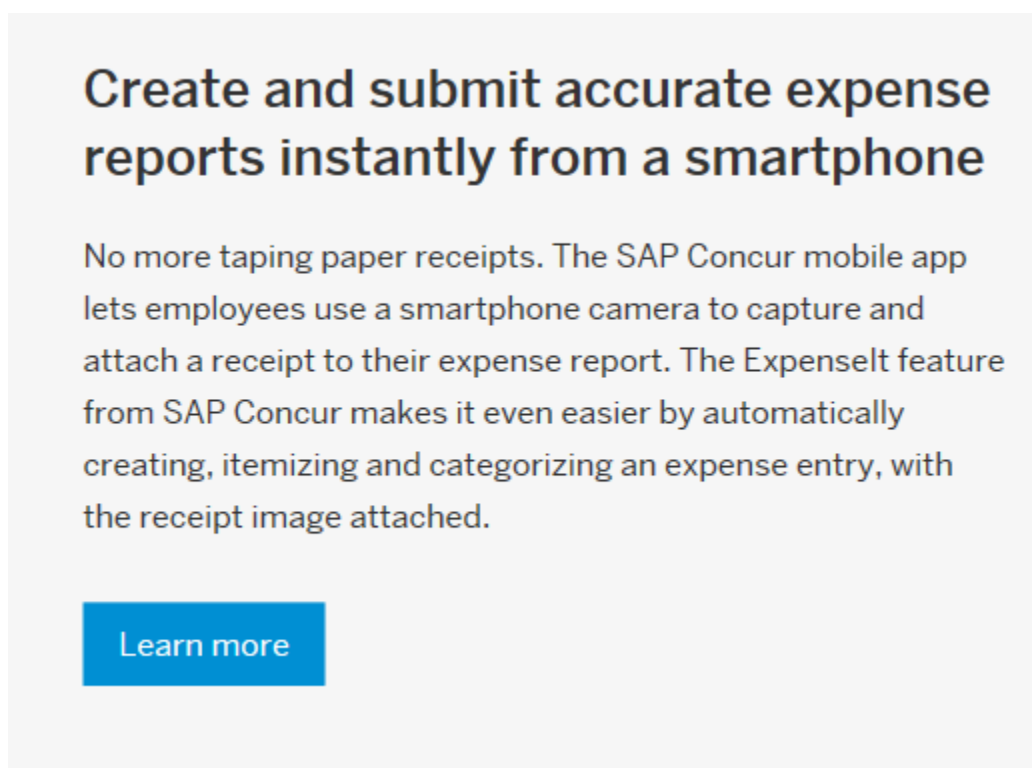 Create and submit accurate expense
reports instantly from a smartphone
No more taping paper receipts. The SAP Concur mobile app
lets employees use a smartphone camera to capture and
attach a receipt to their expense report. The ExpenseIt feature
from SAP Concur makes it even easier by automatically
creating, itemizing and categorizing an expense entry, with
the receipt image attached.
Learn more